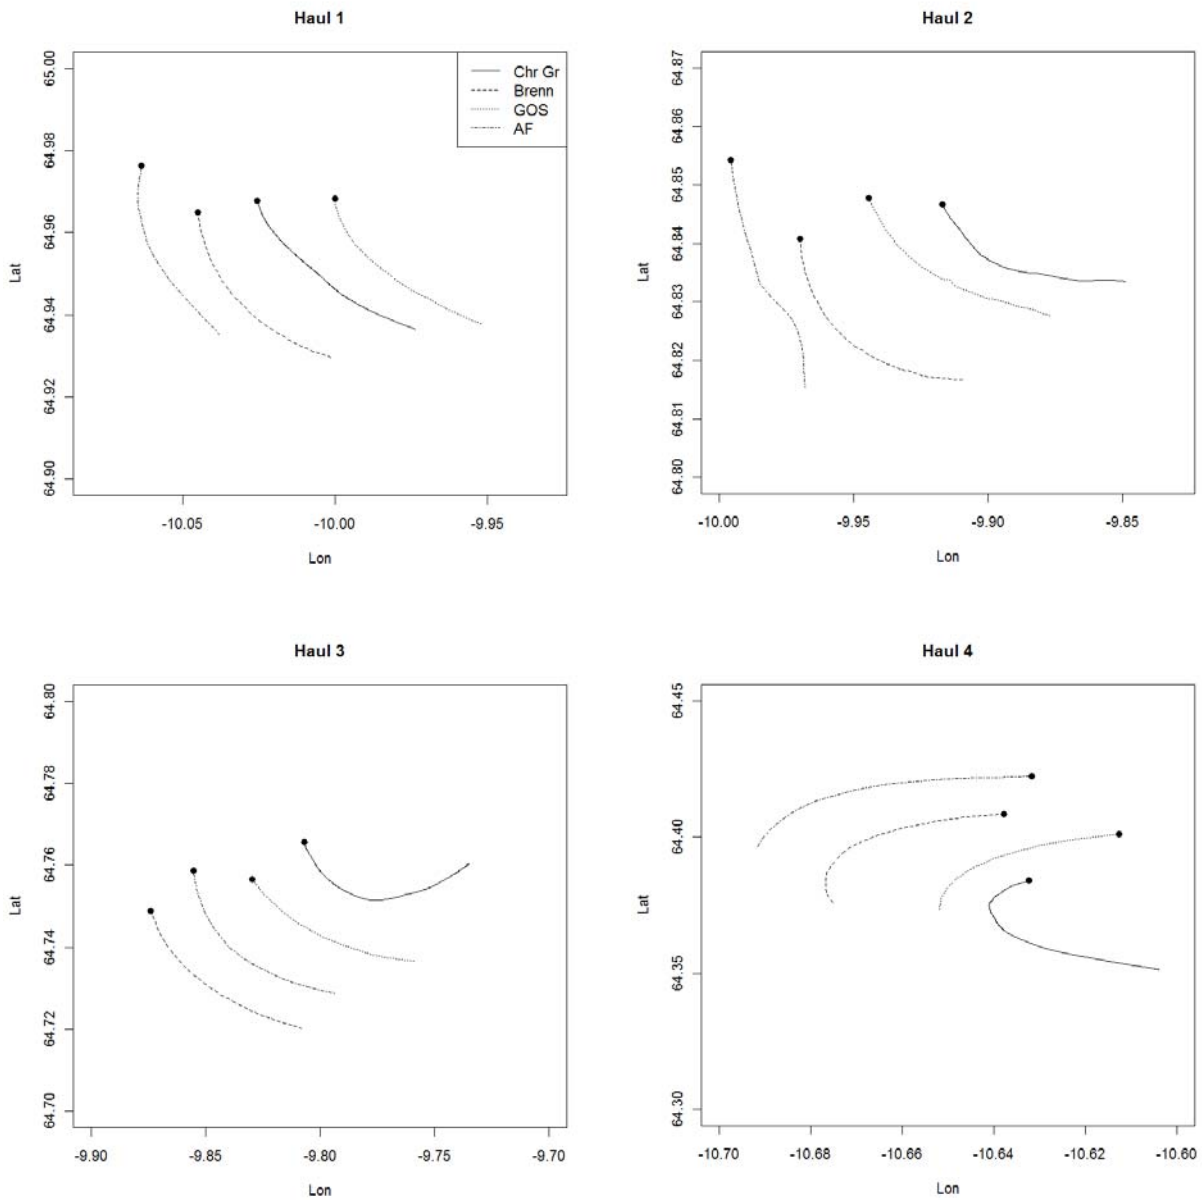 Haul 1
65.00
64.98
64.96
64.94
64.92
64.90
Lat
Chr Gr
Brenn
GOS
AF
-10.05
-10.00
-9.95
Lon
Haul 2
64.87
64.86
64.85
64.84
64.83
64.82
64.81
64.80
Lat
-10.00
-9.95
-9.90
-9.85
Lon
Haul 3
64.80
64.78
64.76
64.74
64.72
64.70
Lat
-9.90
-9.85
-9.80
-9.75
-9.70
Lon
Haul 4
64.45
64.40
64.35
64.30
Lat
-10.70
-10.68
-10.66
-10.64
-10.62
-10.60
Lon